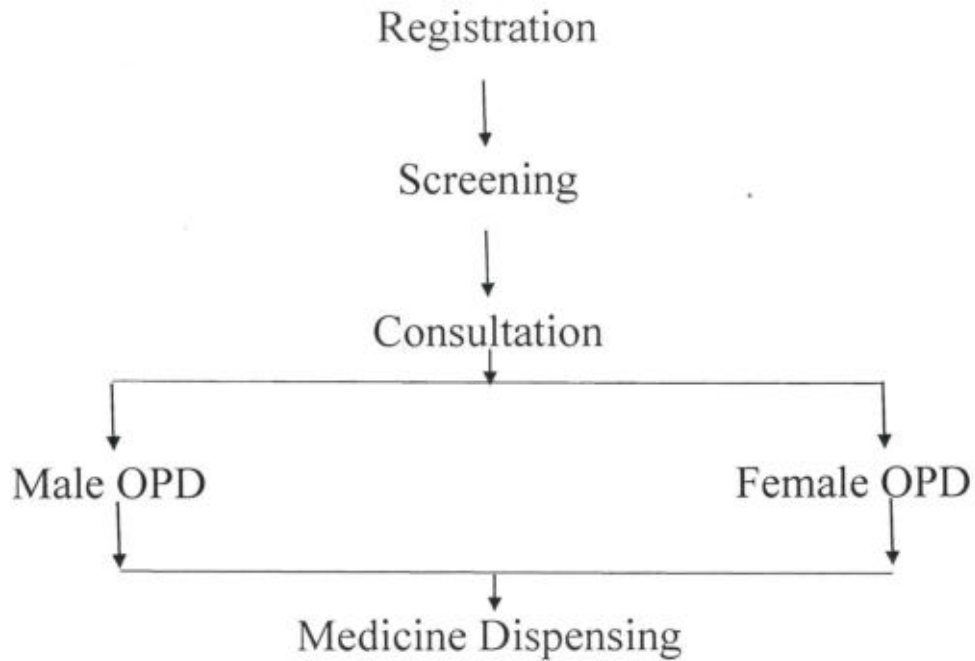 Registration
Screening
Consultation
Male OPD
Female OPD
Medicine Dispensing